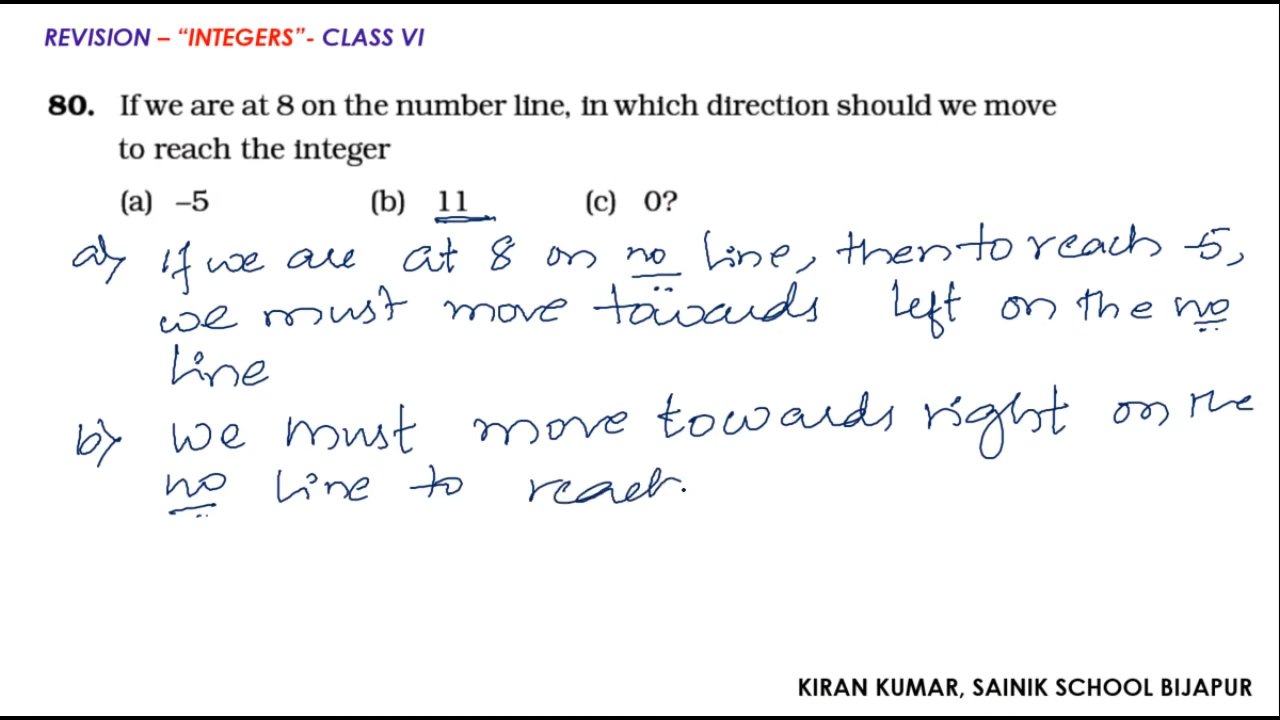 REVISION – “INTEGERS”- CLASS VI
80. If we are at 8 on the number line, in which direction should we move
to reach the integer
(a) –5 (b) 11 (c) 0?
a) if we are at 8 on no line, then to reach -5,
we must move towards left on the no
line
b) we must move towards right on the
no line to reach.
KIRAN KUMAR, SAINIK SCHOOL BIJAPUR